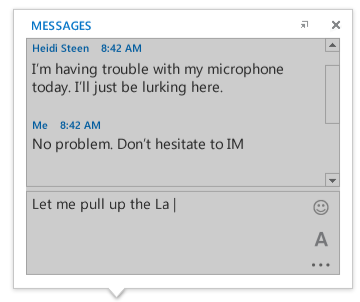 MESSAGES
Heidi Steen 8:42 AM
I'm having trouble with my microphone
today. I'll just be lurking here.
Me 8:42 AM
No problem. Don't hesitate to IM
Let me pull up the La
A